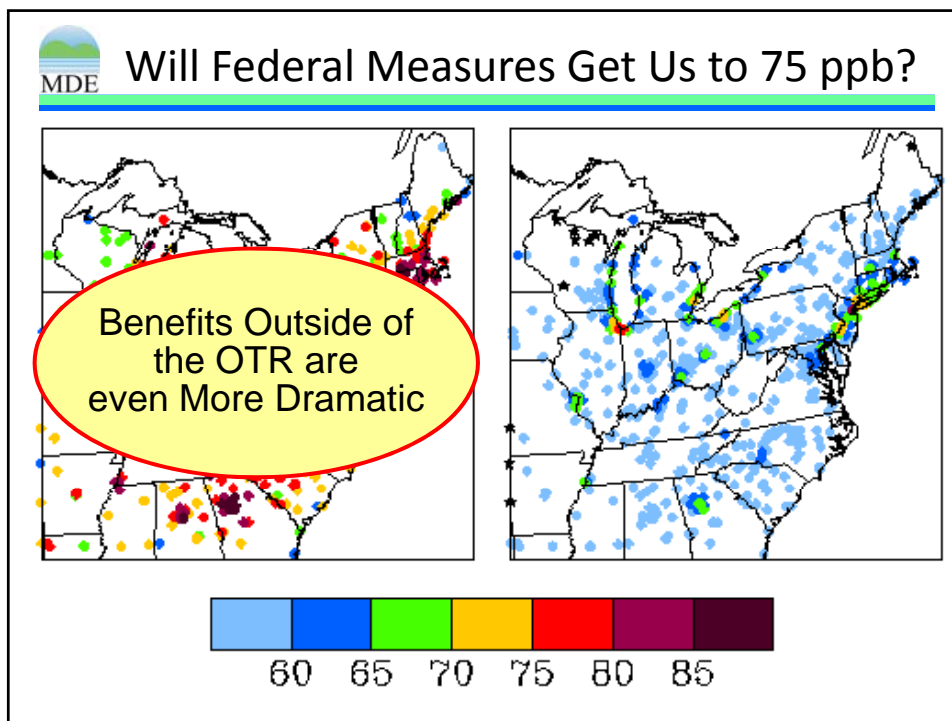 MDE
Will Federal Measures Get Us to 75 ppb?
Benefits Outside of
the OTR are
even More Dramatic
60 65 70 75 80 85